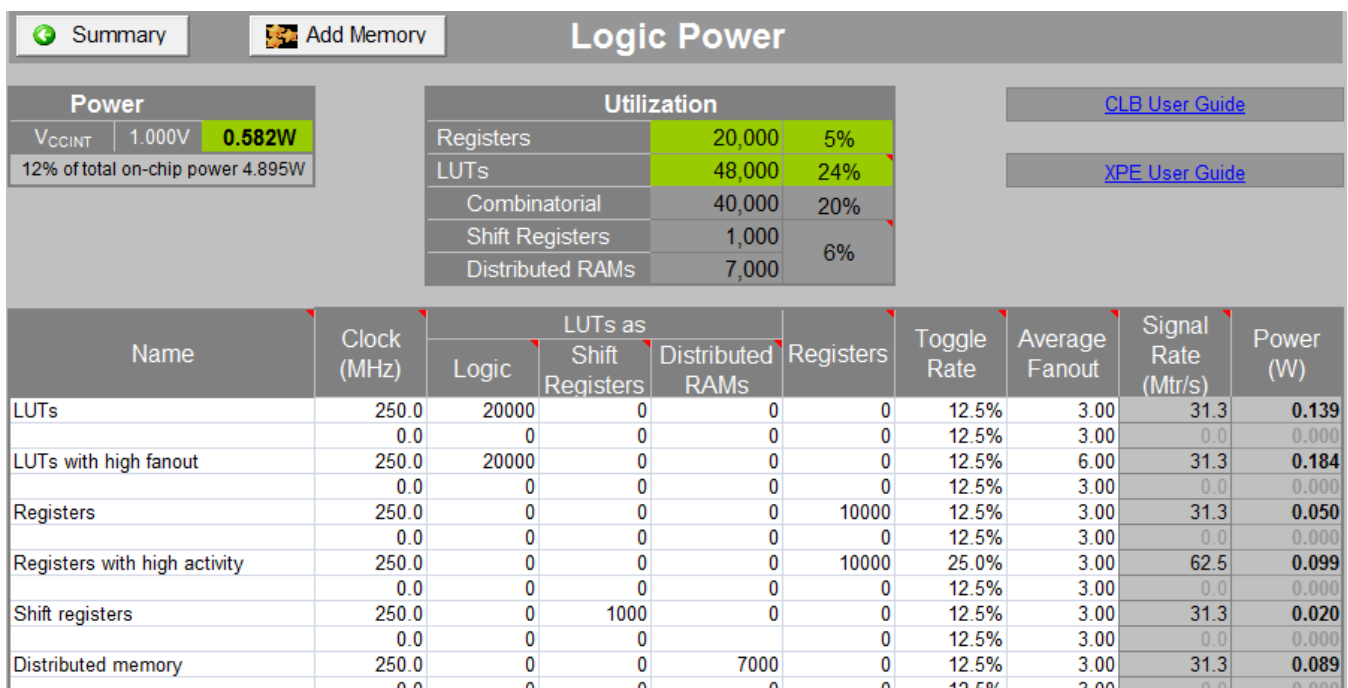 Summary Add Memory Logic Power
Power Utilization CLB User Guide
VCCINT 1.000V 0.582W Registers 20,000 5%
12% of total on-chip power 4.895W LUTs 48,000 24% XPE User Guide
Combinatorial 40,000 20%
Shift Registers 1,000
6%
Distributed RAMs 7,000
Name Clock (MHz) LUTs as Registers Toggle Rate Average Fanout Signal Rate (Mtr/s) Power (W)
Logic Shift Registers Distributed RAMs
LUTs 250.0 20000 0 0 0 12.5% 3.00 31.3 0.139
0.0 0 0 0 0 12.5% 3.00 0.0 0.000
LUTs with high fanout 250.0 20000 0 0 0 12.5% 6.00 31.3 0.184
0.0 0 0 0 0 12.5% 3.00 0.0 0.000
Registers 250.0 0 0 0 10000 12.5% 3.00 31.3 0.050
0.0 0 0 0 0 12.5% 3.00 0.0 0.000
Registers with high activity 250.0 0 0 0 10000 25.0% 3.00 62.5 0.099
0.0 0 0 0 0 12.5% 3.00 0.0 0.000
Shift registers 250.0 0 1000 0 0 12.5% 3.00 31.3 0.020
0.0 0 0 0 12.5% 3.00 0.0 0.000
Distributed memory 250.0 0 0 7000 0 12.5% 3.00 31.3 0.089